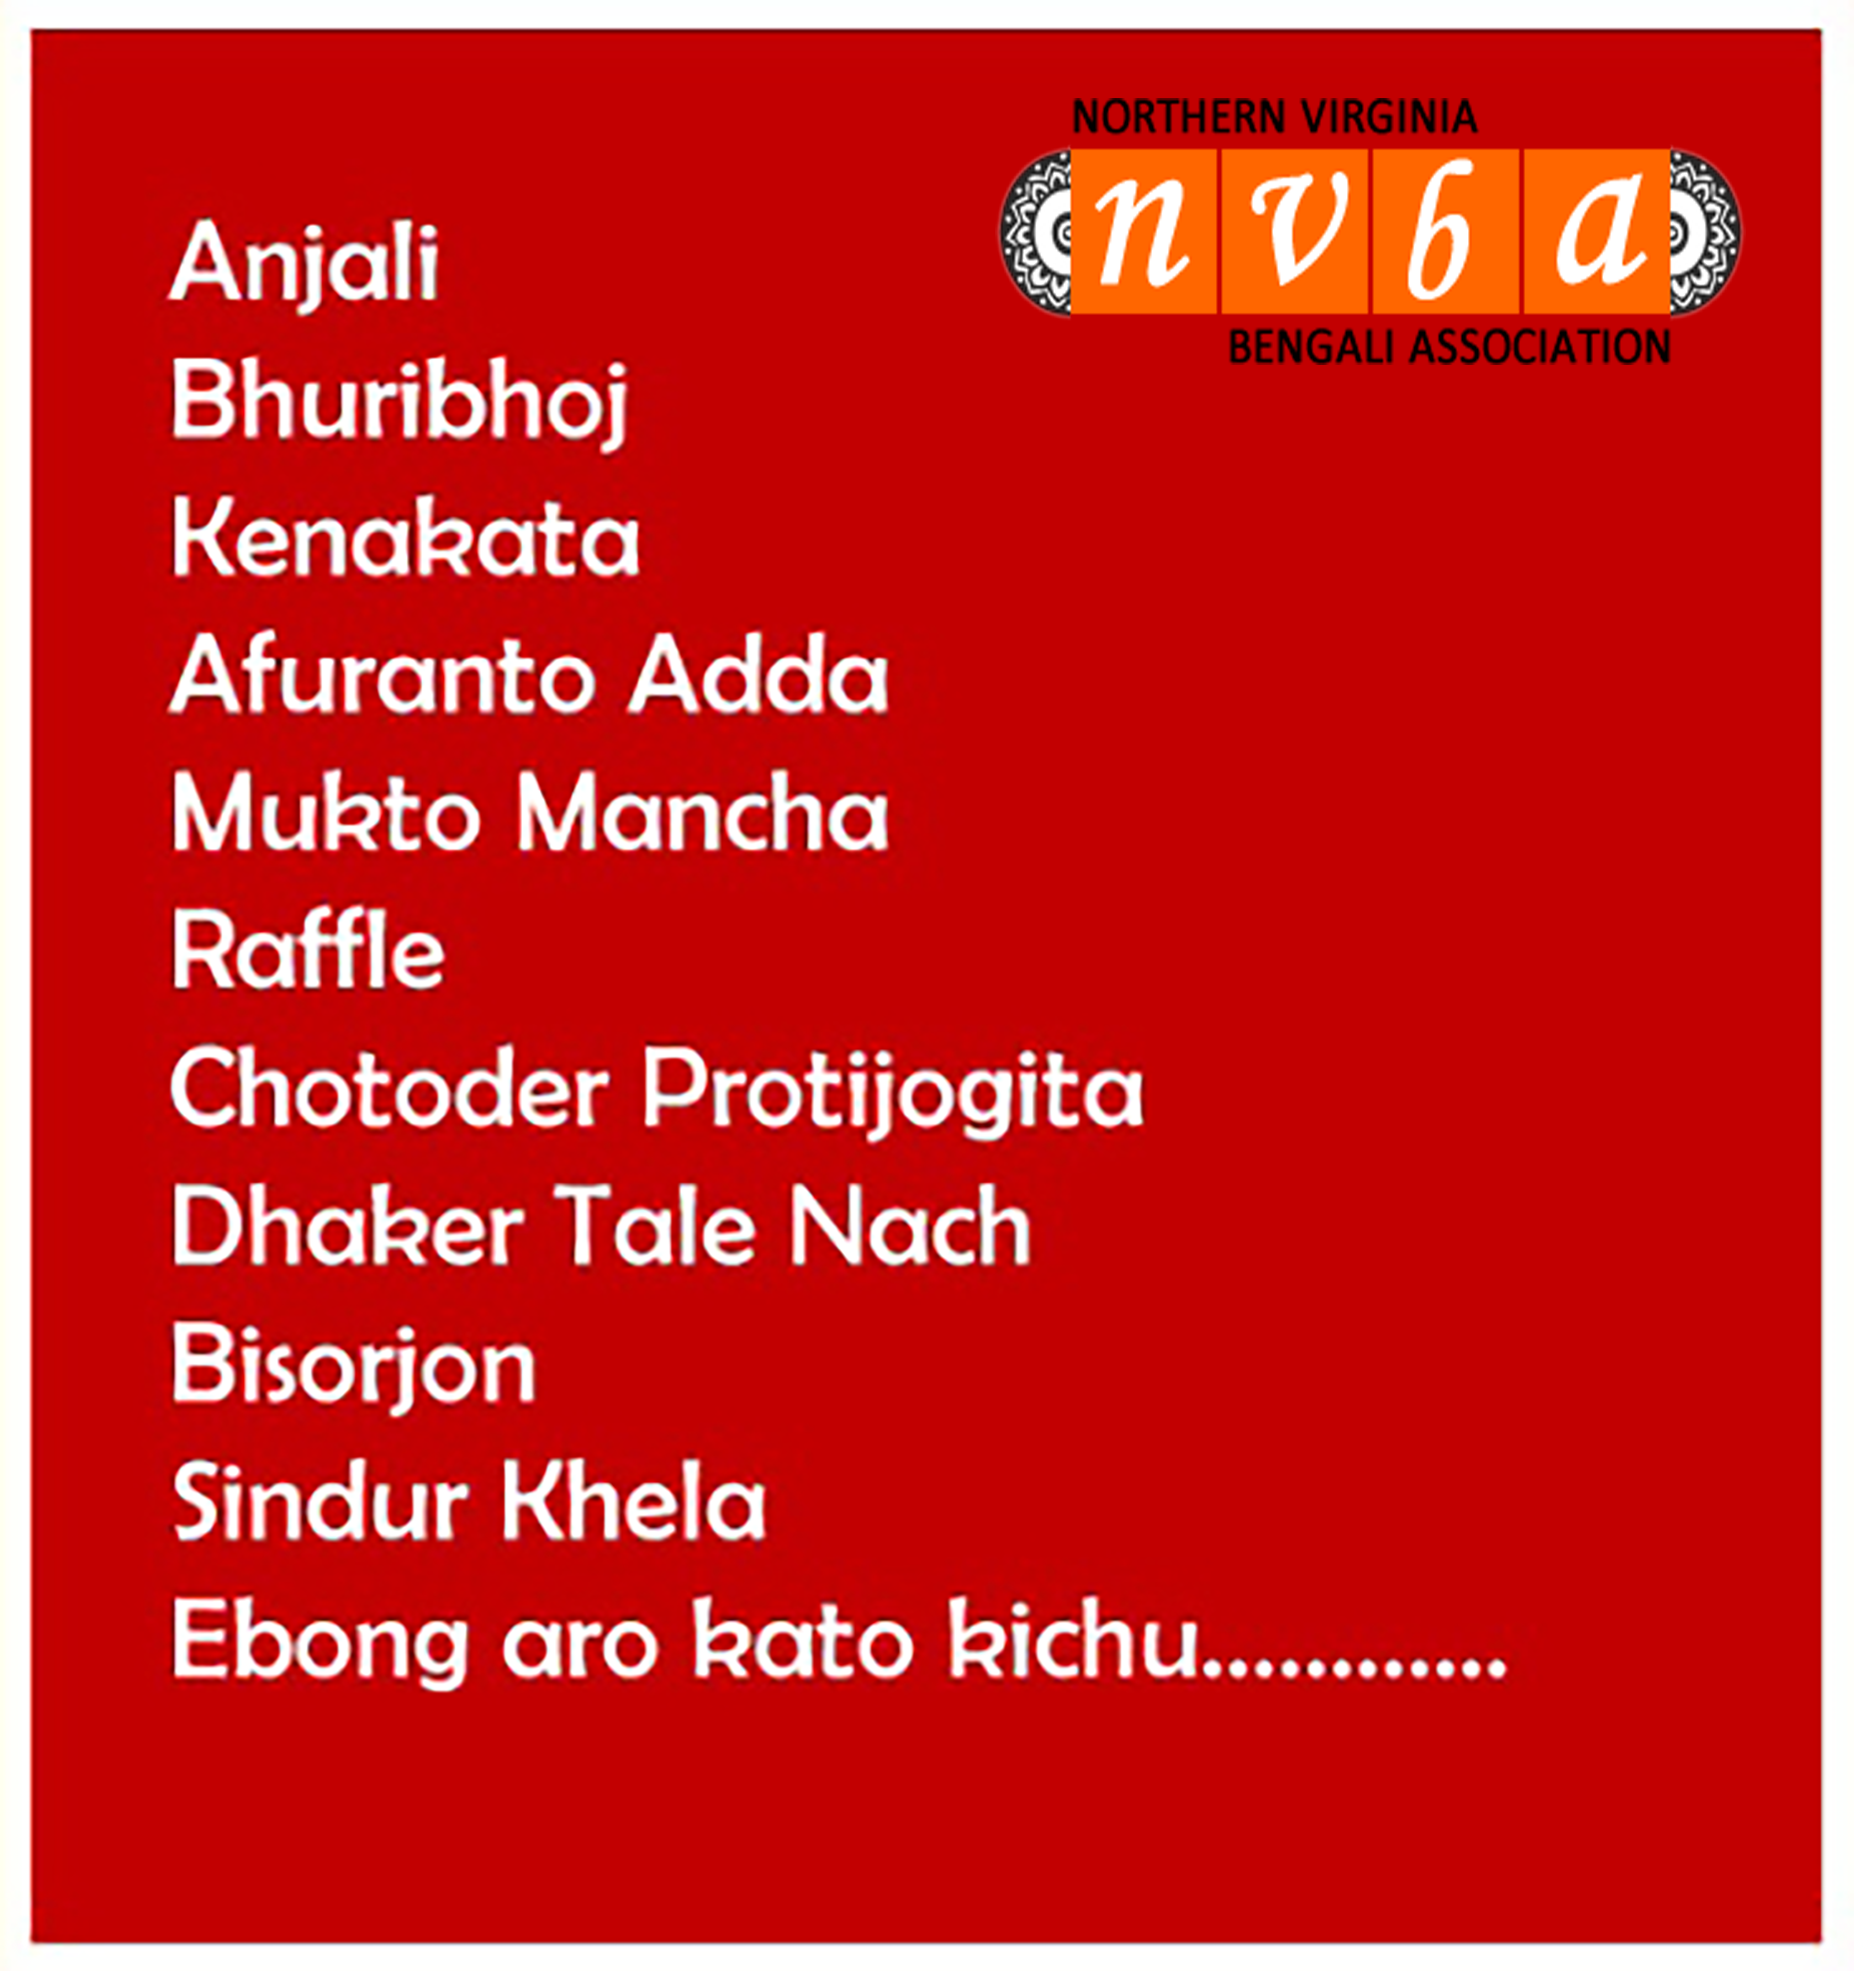 NORTHERN VIRGINIA
nvba
BENGALI ASSOCIATION
Anjali
Bhuribhoj
Kenakata
Afuranto Adda
Mukto Mancha
Raffle
Chotoder Protijogita
Dhaker Tale Nach
Bisorjon
Sindur Khela
Ebong aro kato kichu............